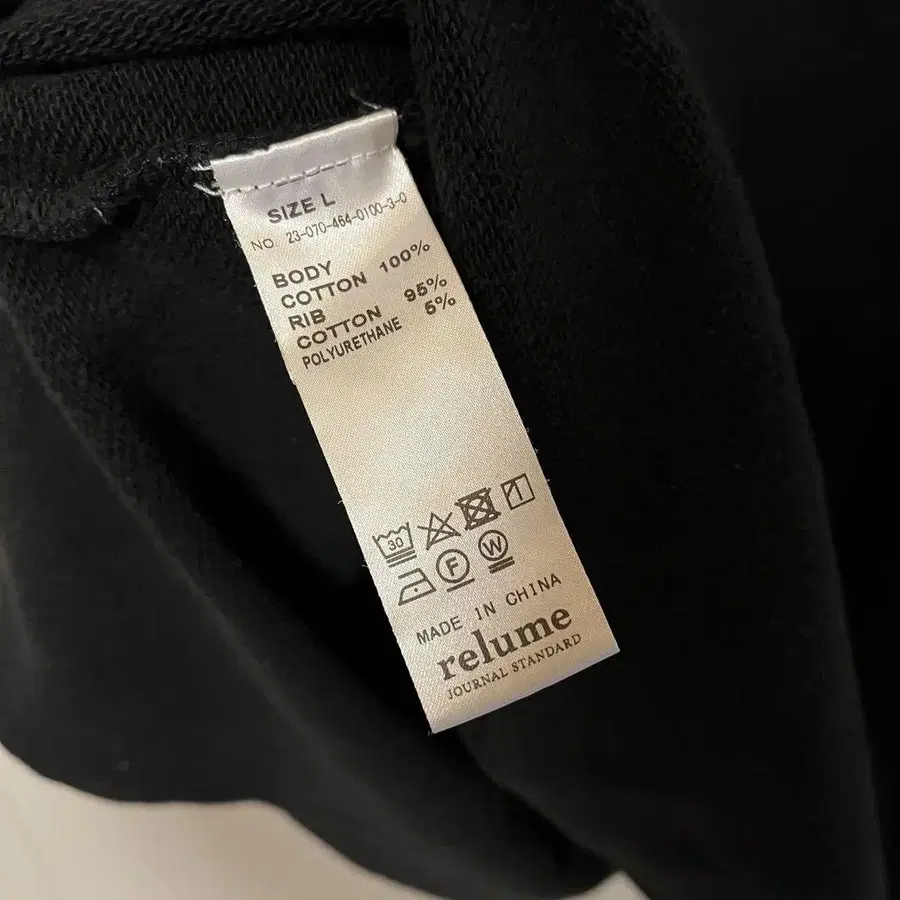 SIZE L
NO. 23-070-464-0100-3-0
BODY
COTTON 100%
RIB
COTTON 95%
POLYURETHANE 5%
30
F W
MADE IN CHINA
relume
JOURNAL STANDARD